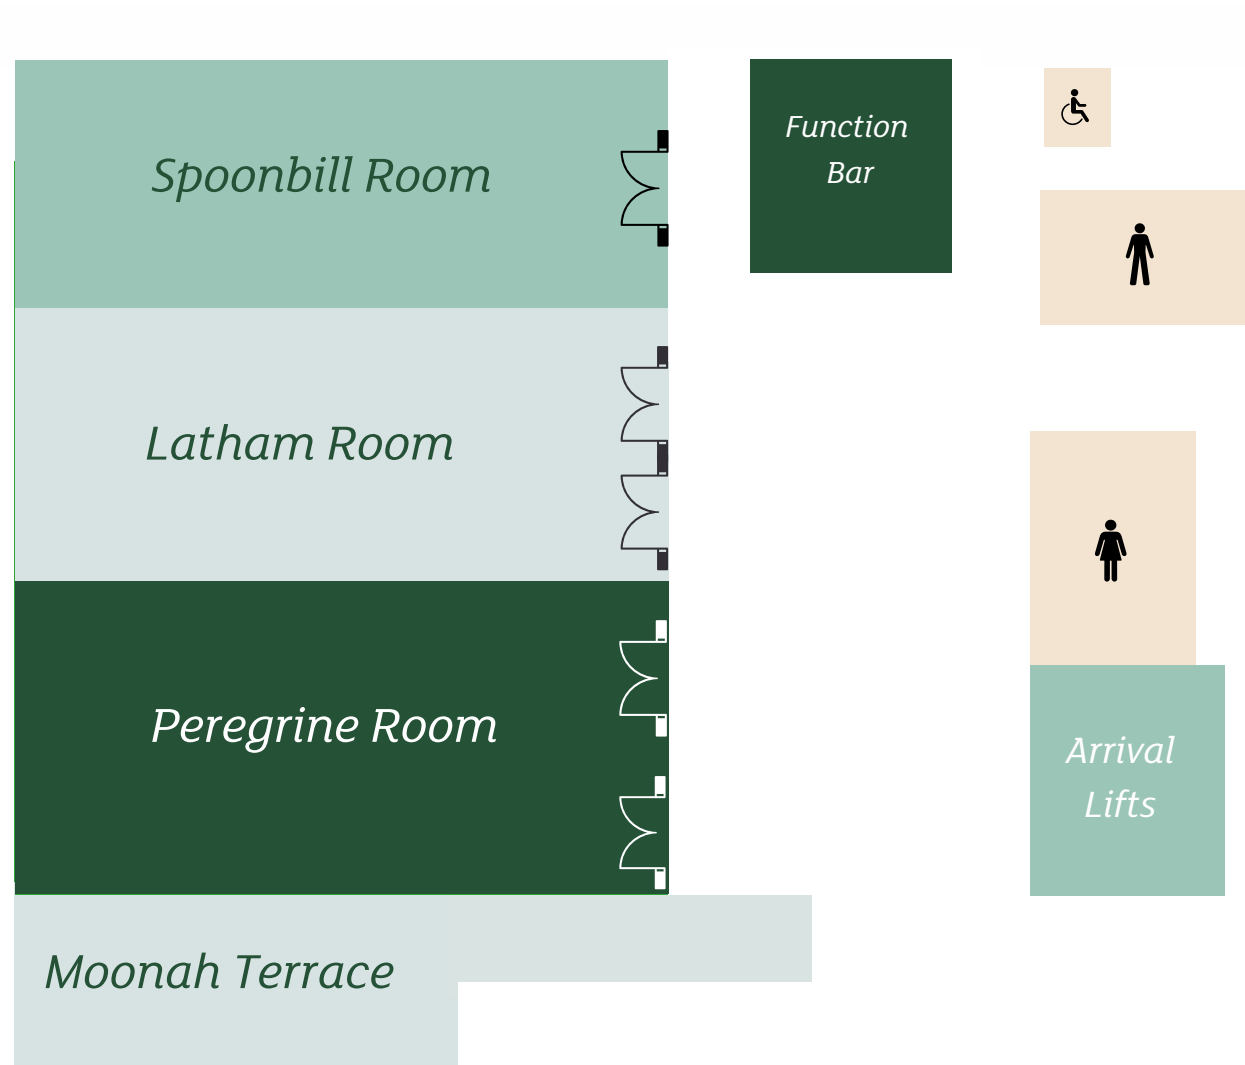 Spoonbill Room
Function
Bar
Latham Room
Peregrine Room
Arrival
Lifts
Moonah Terrace